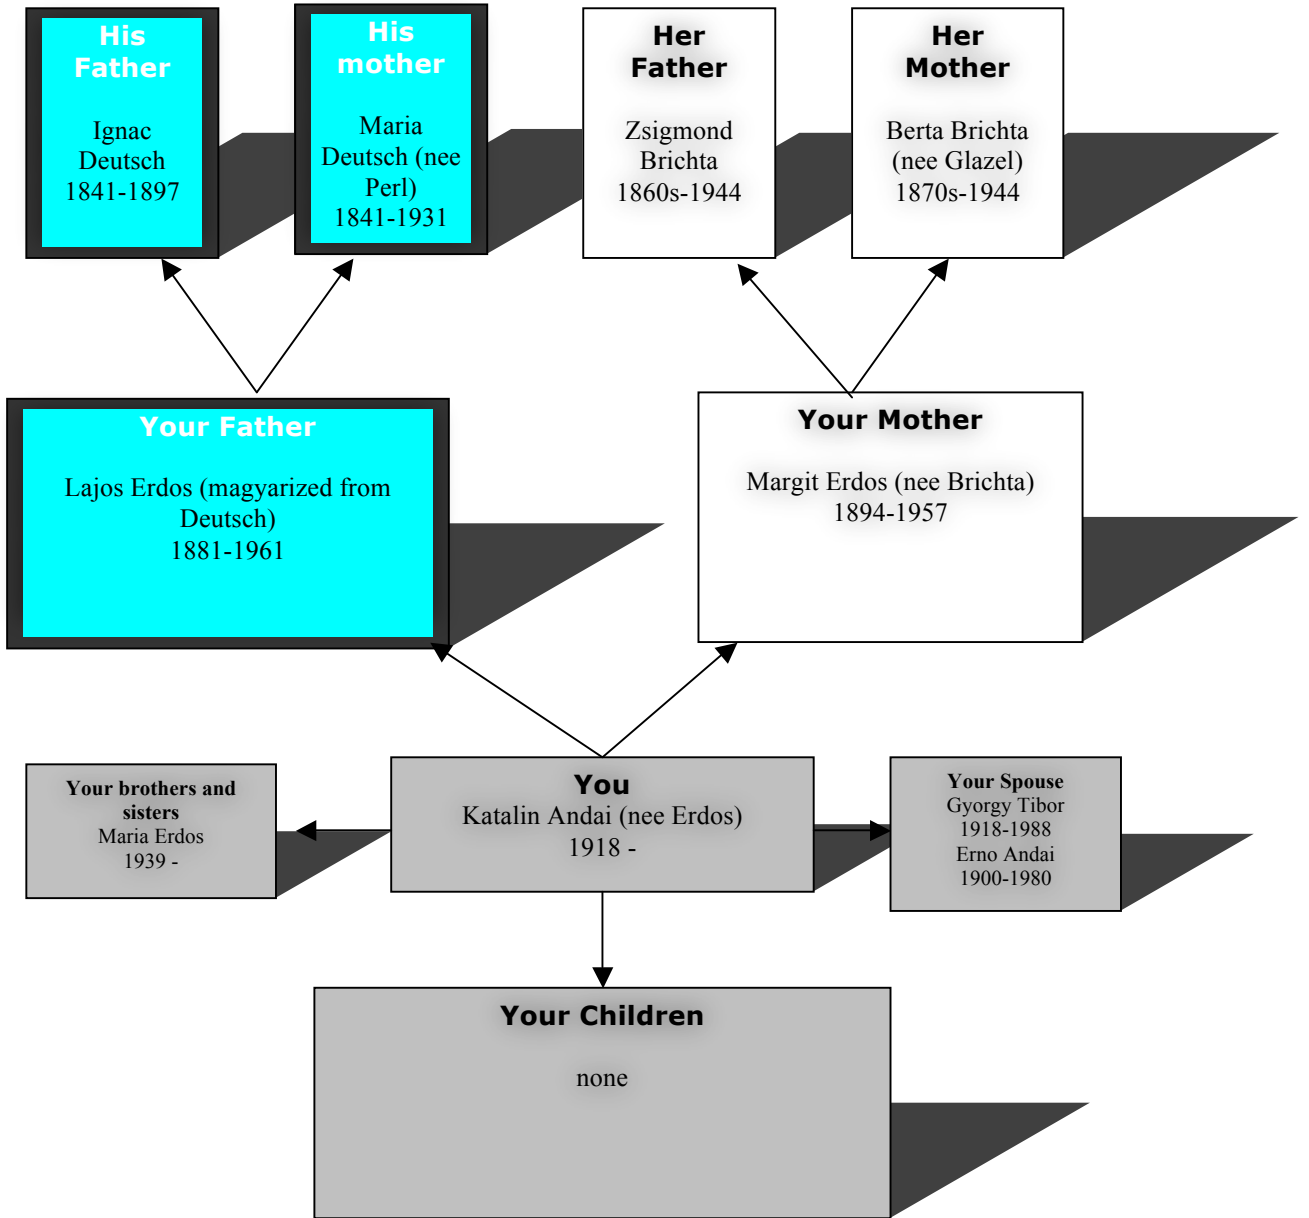 His
Father
Ignac
Deutsch
1841-1897
His
mother
Maria
Deutsch (nee
Perl)
1841-1931
Her
Father
Zsigmond
Brichta
1860s-1944
Her
Mother
Berta Brichta
(nee Glazel)
1870s-1944
Your Father
Lajos Erdos (magyarized from
Deutsch)
1881-1961
Your Mother
Margit Erdos (nee Brichta)
1894-1957
Your brothers and
sisters
Maria Erdos
1939 -
You
Katalin Andai (nee Erdos)
1918 -
Your Spouse
Gyorgy Tibor
1918-1988
Erno Andai
1900-1980
Your Children
none